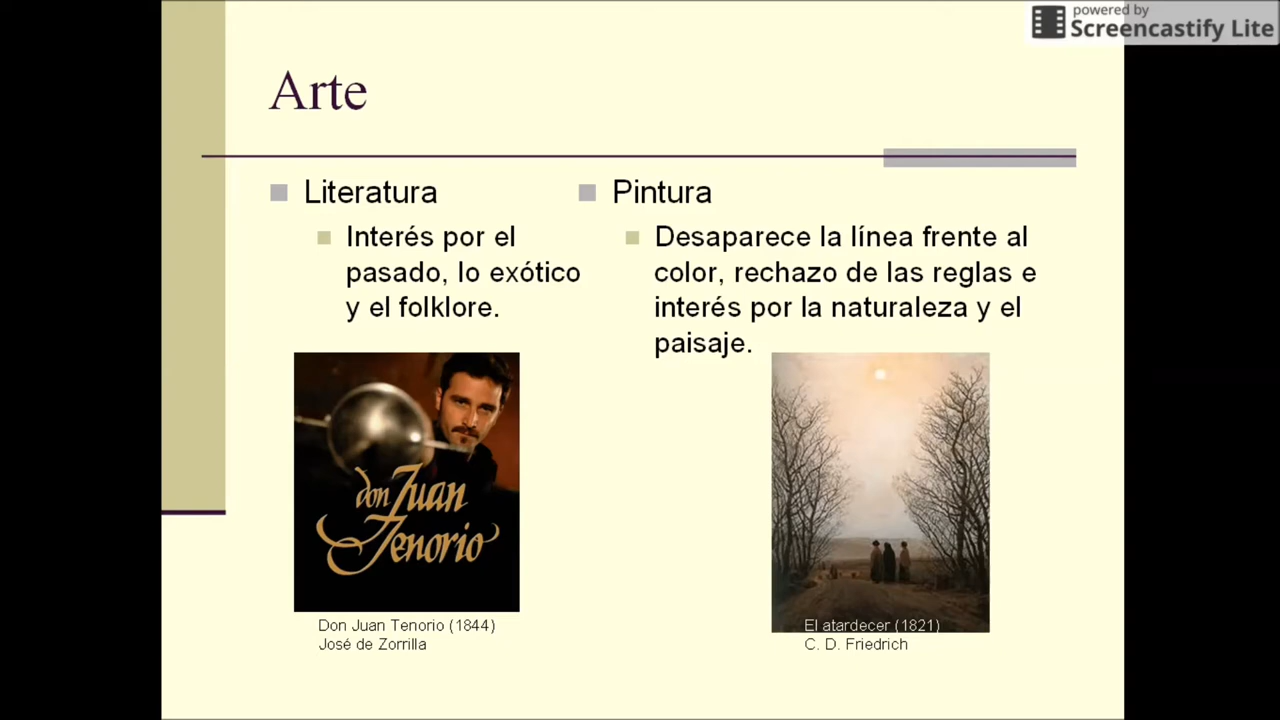 powered by
Screencastify Lite
Arte
Literatura
Interés por el
pasado, lo exótico
y el folklore.
Pintura
Desaparece la línea frente al
color, rechazo de las reglas e
interés por la naturaleza y el
paisaje.
don Juan
Tenorio
Don Juan Tenorio (1844)
José de Zorrilla
El atardecer (1821)
C. D. Friedrich